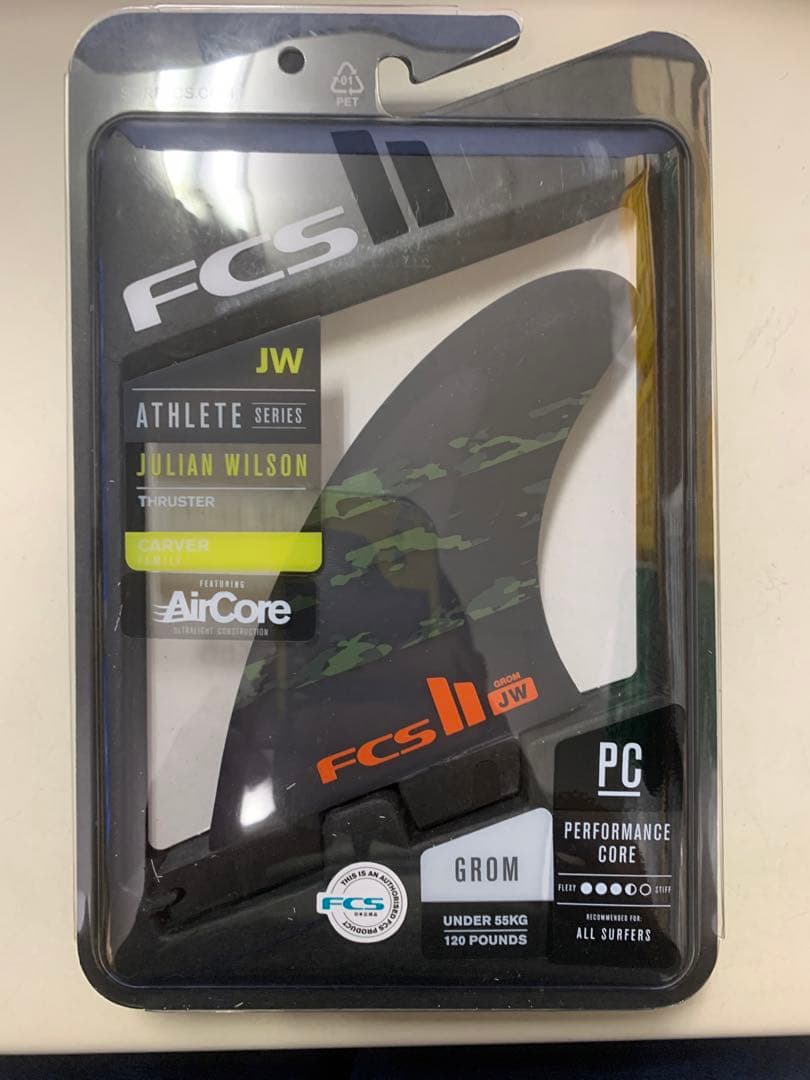 01
PET
FCS II
JW
ATHLETE SERIES
JULIAN WILSON
THRUSTER
CARVER
FAMILY
FEATURING
AirCore
ULTRALIGHT CONSTRUCTION
FCS II GROM JW
PC
PERFORMANCE
CORE
FLEXY STIFF
RECOMMENDED FOR:
ALL SURFERS
GROM
UNDER 55KG
120 POUNDS
THIS IS AN AUTHORISED FCS PRODUCT
FCS